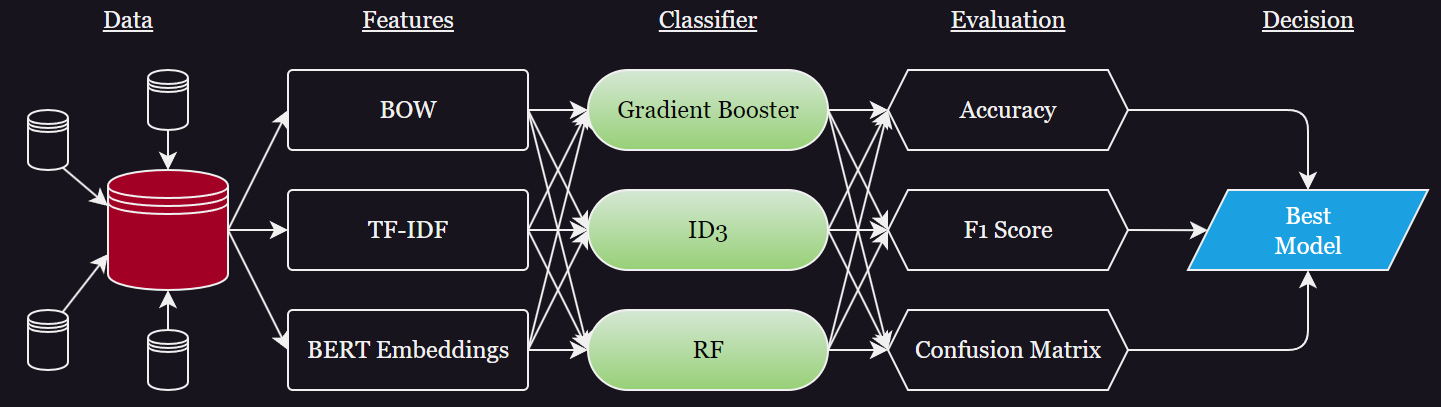 Data
Features
Classifier
Evaluation
Decision
BOW
Gradient Booster
Accuracy
TF-IDF
ID3
F1 Score
Best
Model
BERT Embeddings
RF
Confusion Matrix